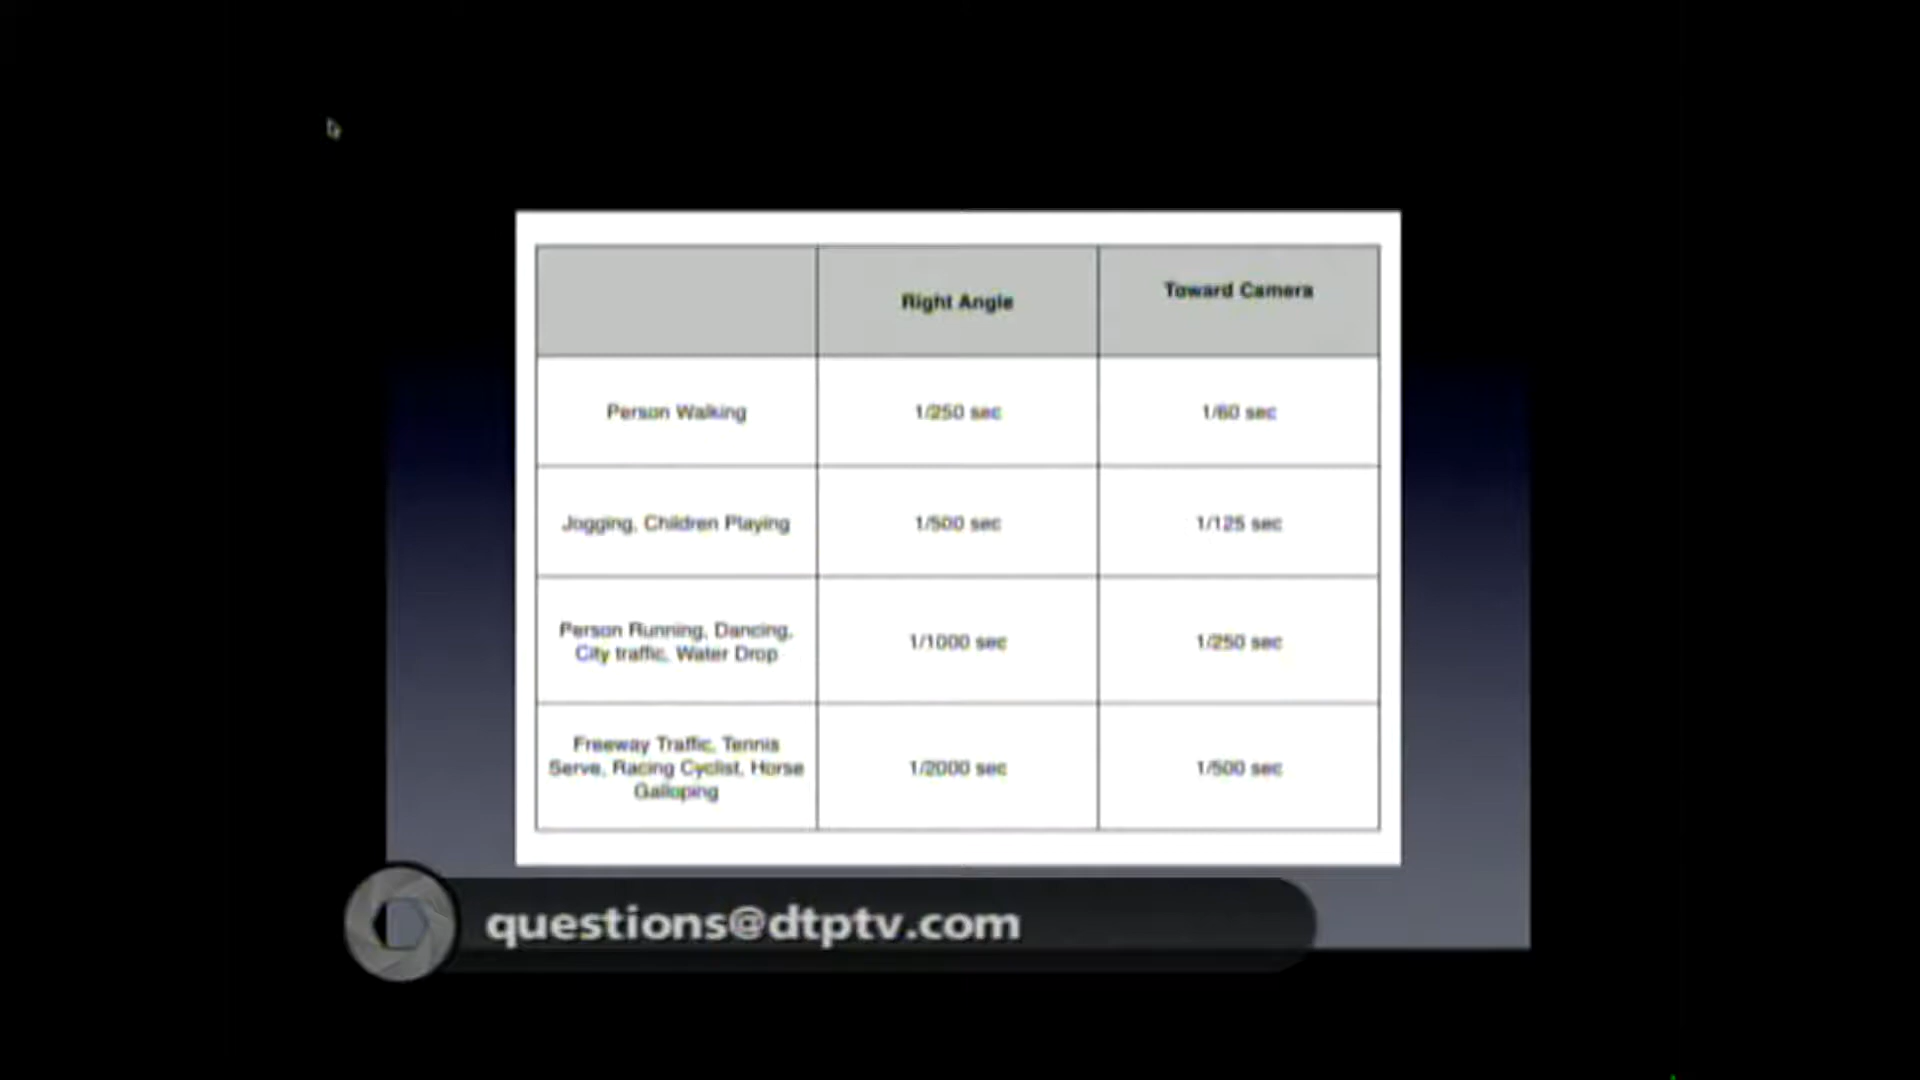 Right Angle
Toward Camera
Person Walking
1/250 sec
1/60 sec
Jogging, Children Playing
1/500 sec
1/125 sec
Person Running, Dancing,
City traffic, Water Drop
1/1000 sec
1/250 sec
Freeway Traffic, Tennis
Serve, Racing Cyclist, Horse
Galloping
1/2000 sec
1/500 sec
questions@dtptv.com